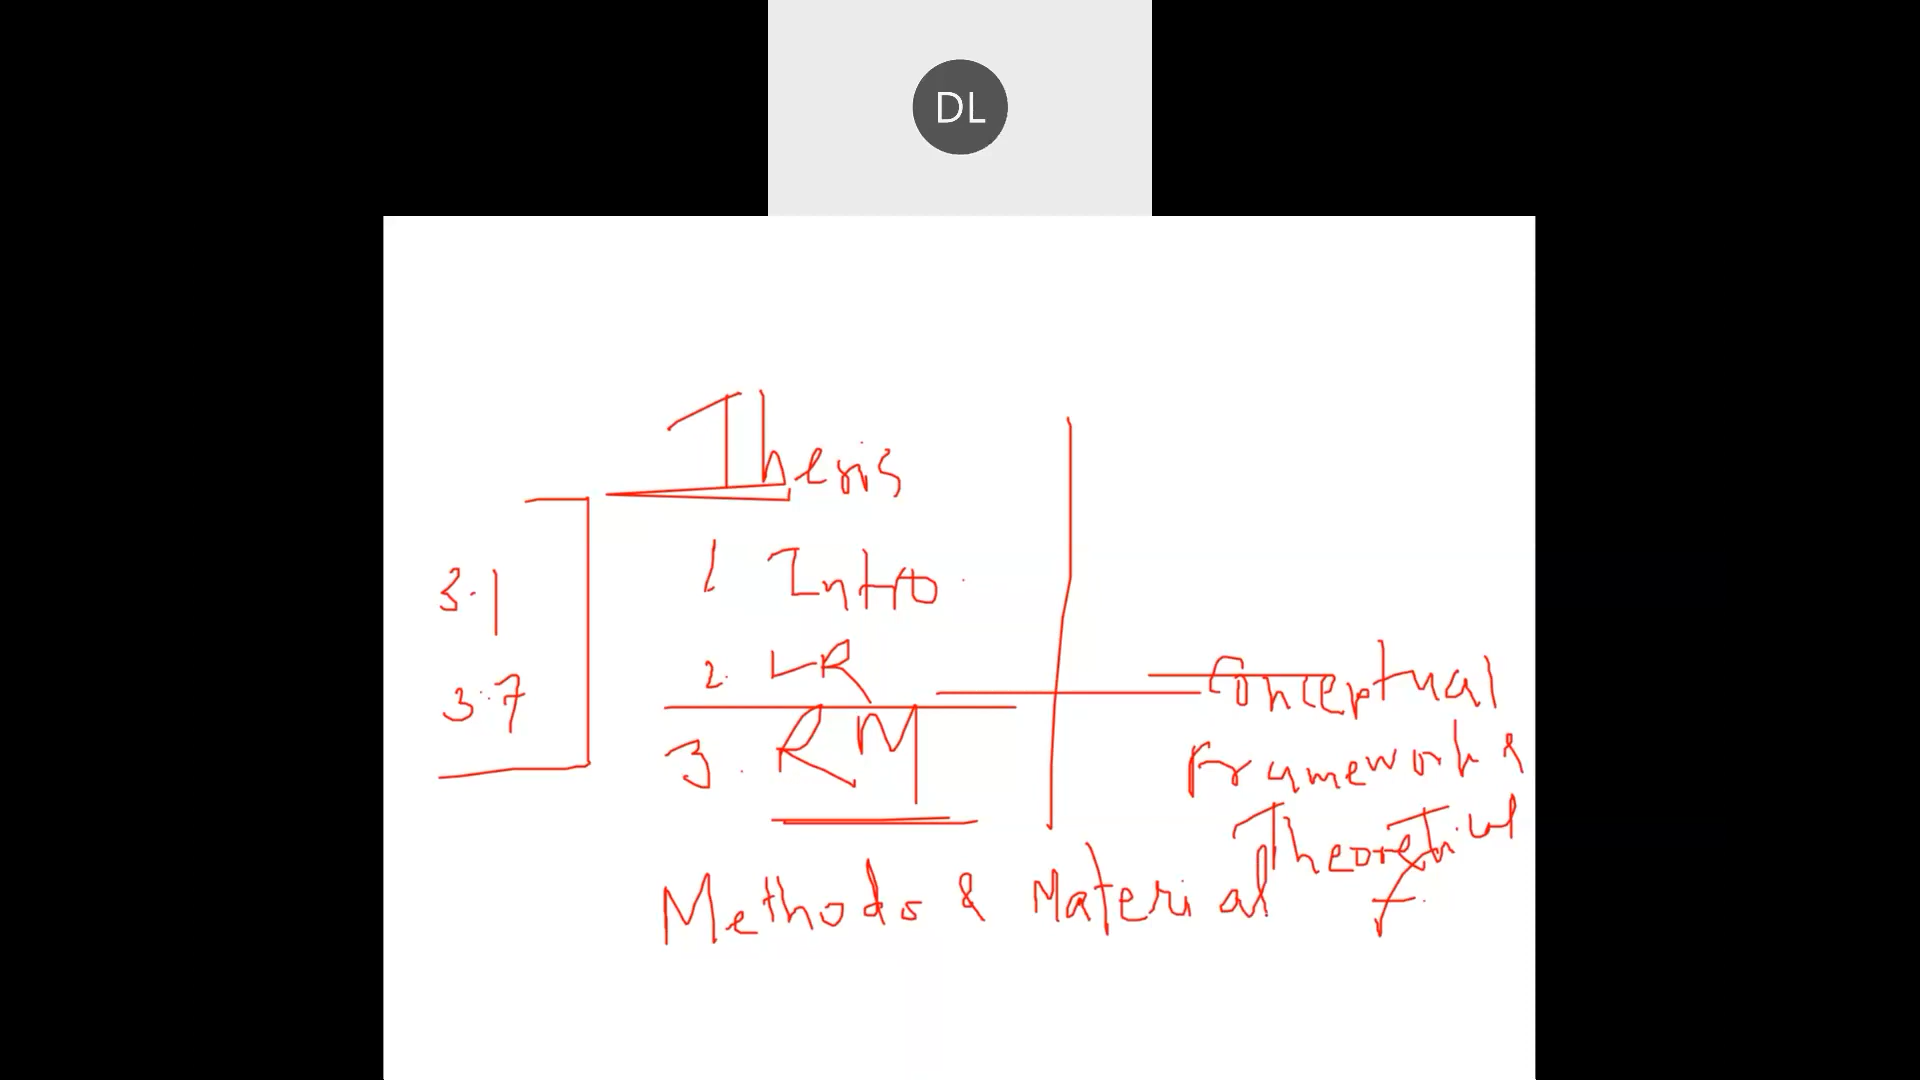 DL
Thesis
3.1
1 Intro
2. LR
3.7
3. RM
Conceptual
Framework &
Theoretical
f.
Methods & Material